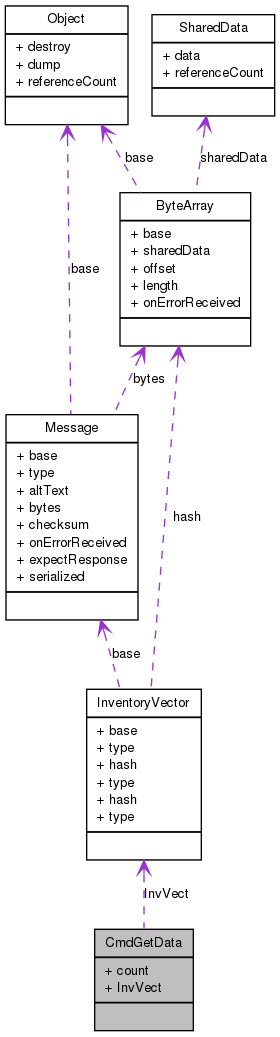 Object
+ destroy
+ dump
+ referenceCount
SharedData
+ data
+ referenceCount
base
sharedData
ByteArray
+ base
+ sharedData
+ offset
+ length
+ onErrorReceived
base
bytes
Message
+ base
+ type
+ altText
+ bytes
+ checksum
+ onErrorReceived
+ expectResponse
+ serialized
hash
base
InventoryVector
+ base
+ type
+ hash
+ type
+ hash
+ type
InvVect
CmdGetData
+ count
+ InvVect